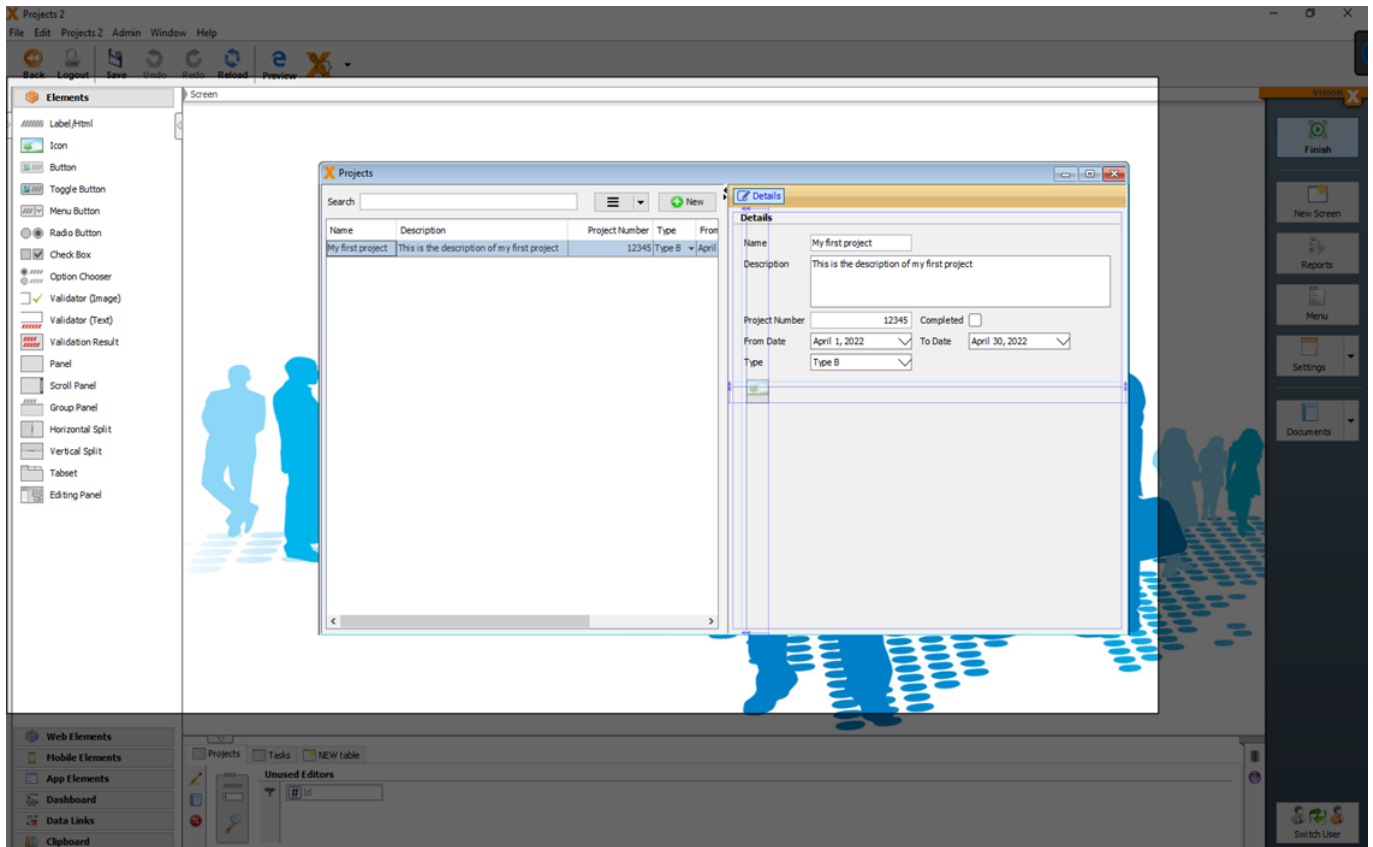 Projects 2
File Edit Projects 2 Admin Window Help
Back Logout Save Undo Redo Reload Preview
Elements
Label/Html
Icon
Button
Toggle Button
Menu Button
Radio Button
Check Box
Option Chooser
Validator (Image)
Validator (Text)
Validation Result
Panel
Scroll Panel
Group Panel
Horizontal Split
Vertical Split
Tabset
Editing Panel
Web Elements
Mobile Elements
App Elements
Dashboard
Data Links
Clipboard
Screen
Projects
Search New
Name Description Project Number Type From
My first project This is the description of my first project 12345 Type B April
Details
Details
Name My first project
Description This is the description of my first project
Project Number 12345 Completed
From Date April 1, 2022 To Date April 30, 2022
Type Type B
Projects Tasks NEW table
Unused Editors
# Id
VISION X
Finish
New Screen
Reports
Menu
Settings
Documents
Switch User